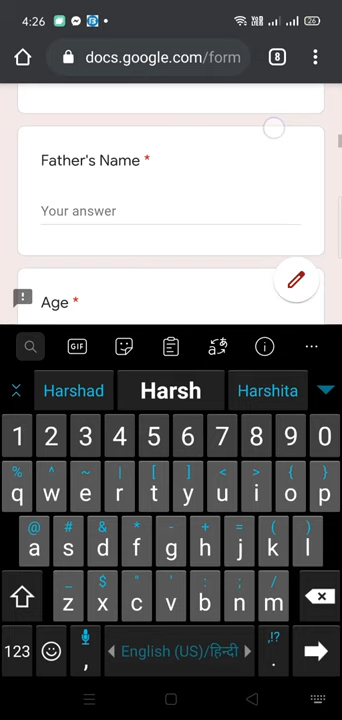 4:26
26
docs.google.com/form
8
Father's Name *
Your answer
Age *
GIF
Harshad Harsh Harshita
1 2 3 4 5 6 7 8 9 0
% ^ ~ | [ ] < > { }
q w e r t y u i o p
@ # & * - + = ( )
a s d f g h j k l
_ $ " ' : ; /
z x c v b n m
123 , English (US)/हिन्दी ,!? .